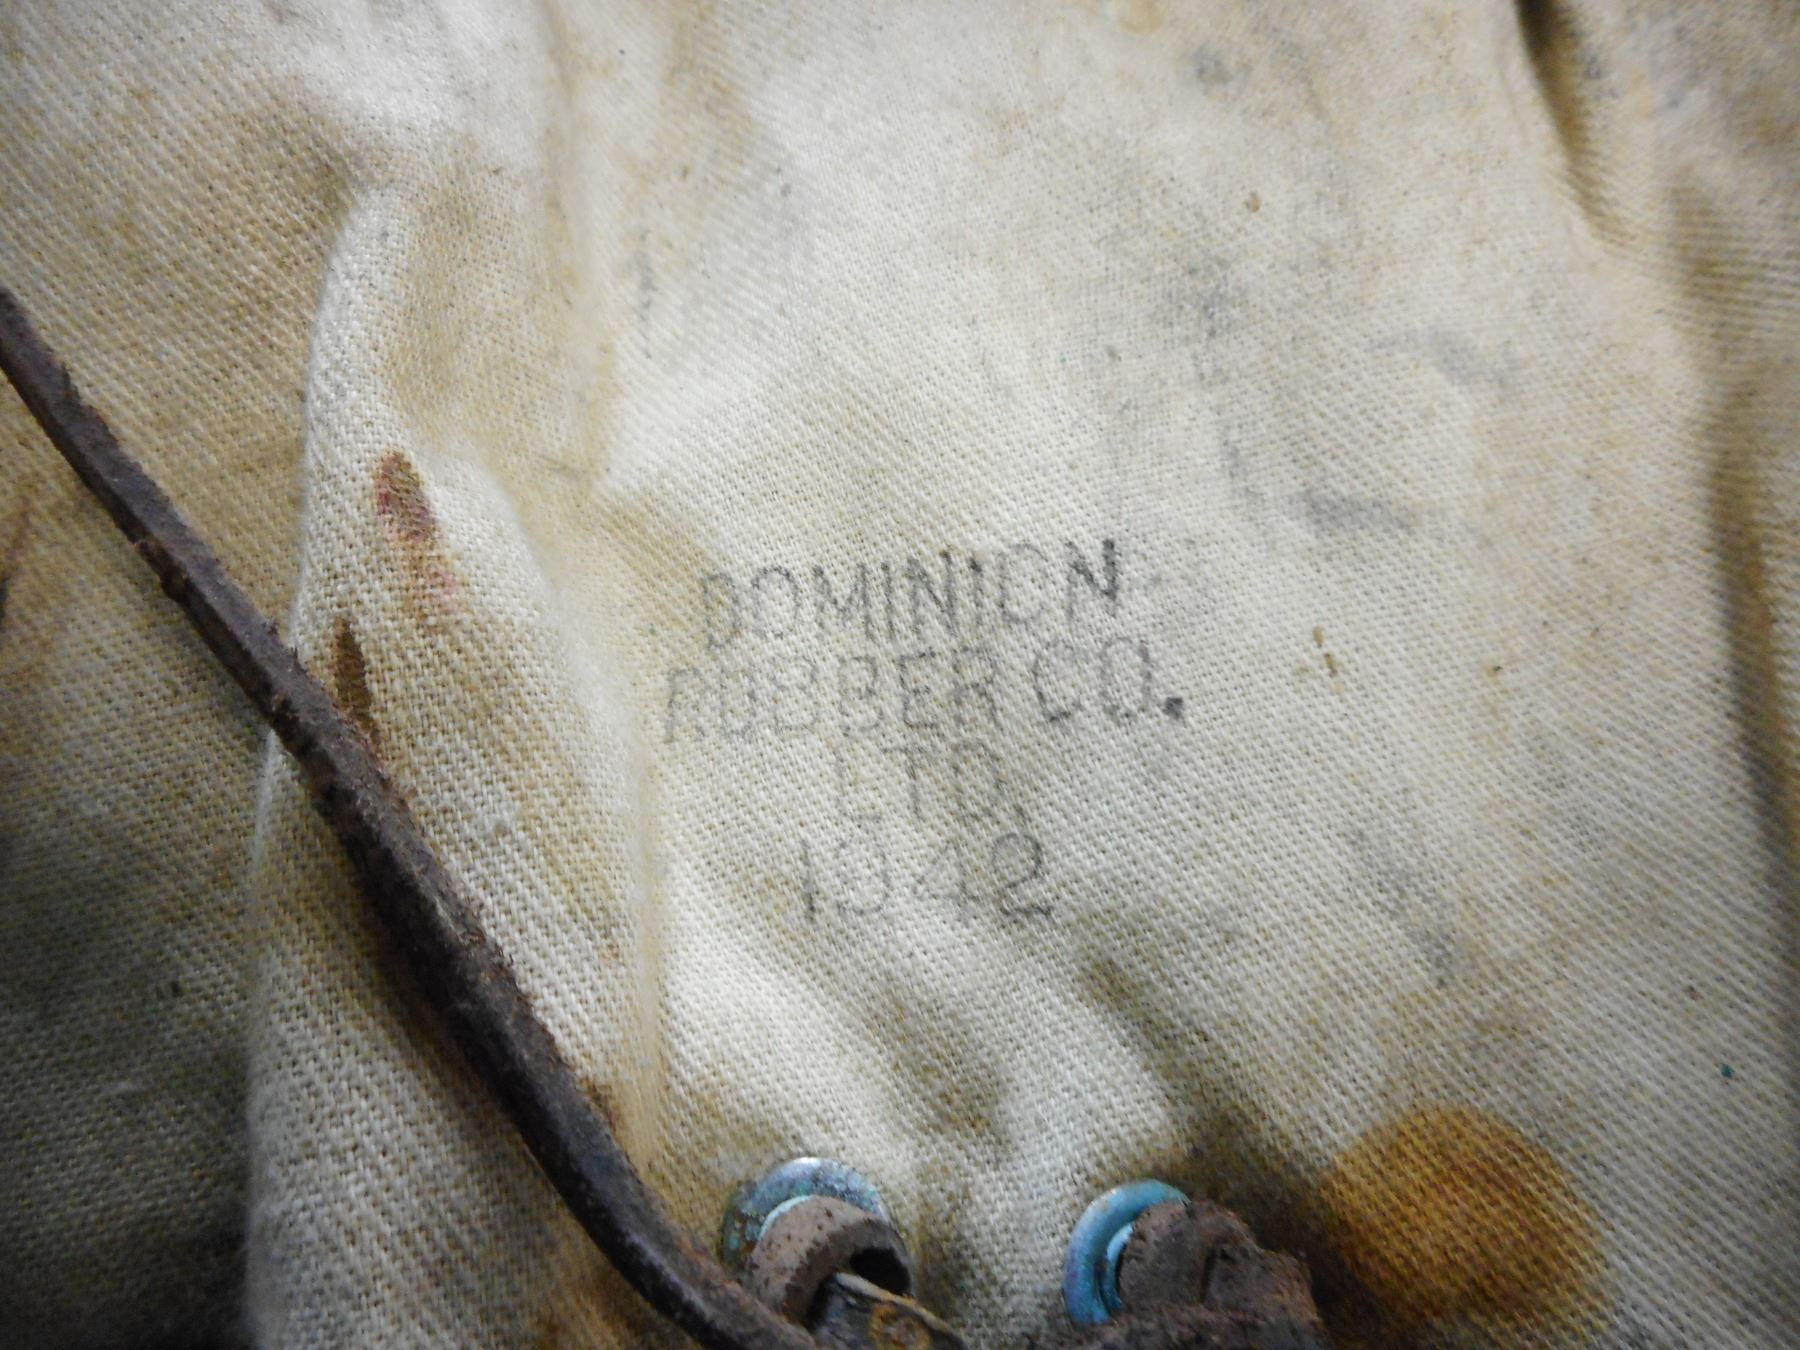 DOMINION
RUBBER CO.
LTD.
1942